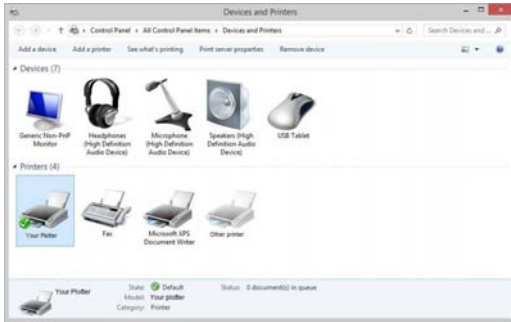 Devices and Printers
Control Panel
All Control Panel Items
Devices and Printers
Search Devices and ...
Add a device
Add a printer
See what's printing
Print server properties
Remove device
Devices (7)
Generic Non-PnP
Monitor
Headphones
(High Definition
Audio Device)
Microphone
(High Definition
Audio Device)
Speakers (High
Definition Audio
Device)
USB Tablet
Printers (4)
Your Plotter
Fax
Microsoft XPS
Document Writer
Other printer
Your Plotter
State: Default
Model: Your plotter
Category: Printer
Status: 0 document(s) in queue